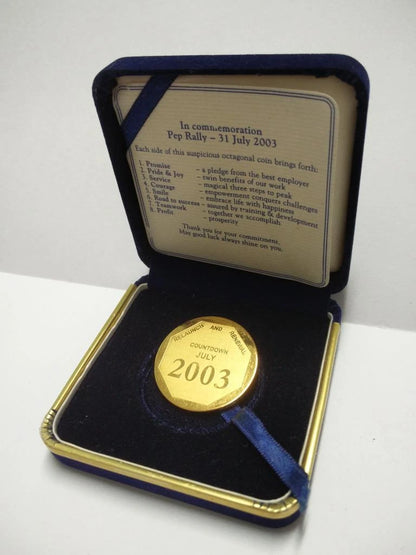 In commemoration
Pep Rally – 31 July 2003
Each side of this suspicious octagonal coin brings forth:
1. Promise – a pledge from the best employer
2. Pride & Joy – twin benefits of our work
3. Service – magical three steps to peak
4. Courage – empowerment conquers challenges
5. Smile – embrace life with happiness
6. Road to success – assured by training & development
7. Teamwork – together we accomplish
8. Profit – prosperity
Thank you for your commitment,
May good luck always shine on you.
RELAUNCH AND RENEWAL
COUNTDOWN
JULY
2003